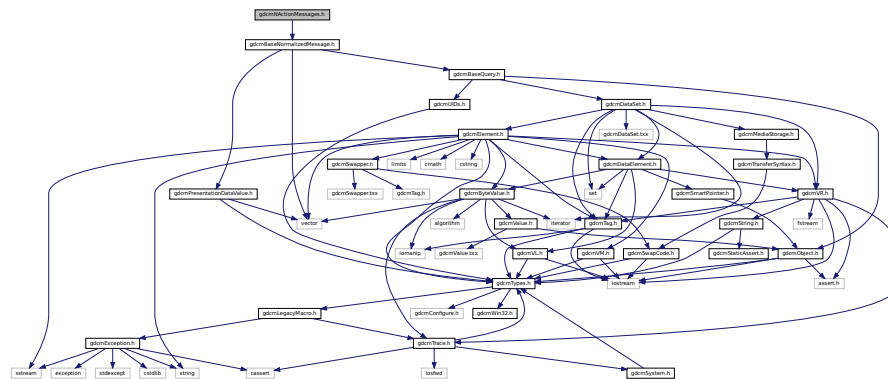 gdcmNActionMessages.h
gdcmBaseNormalizedMessage.h
gdcmBaseQuery.h
gdcmUIDs.h
gdcmDataSet.h
gdcmElement.h
gdcmDataSet.txx
gdcmMediaStorage.h
gdcmSwapper.h
limits
cmath
cstring
gdcmDataElement.h
gdcmTransferSyntax.h
gdcmPresentationDataValue.h
gdcmSwapper.txx
gdcmTag.h
gdcmByteValue.h
set
gdcmSmartPointer.h
gdcmVR.h
vector
algorithm
gdcmValue.h
iterator
gdcmTag.h
gdcmString.h
fstream
iomanip
gdcmValue.txx
gdcmVL.h
gdcmVM.h
gdcmSwapCode.h
gdcmStaticAssert.h
gdcmObject.h
gdcmTypes.h
iostream
assert.h
gdcmLegacyMacro.h
gdcmConfigure.h
gdcmWin32.h
gdcmException.h
gdcmTrace.h
sstream
exception
stdexcept
cstdlib
string
cassert
iosfwd
gdcmSystem.h